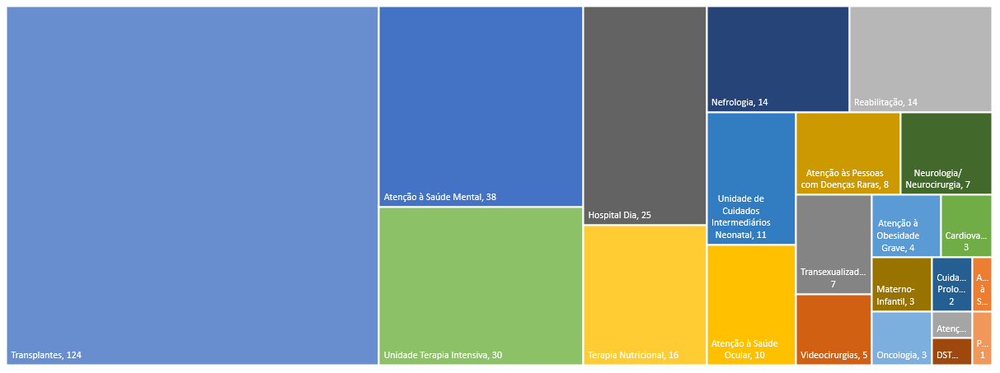 Transplantes, 124
Atenção à Saúde Mental, 38
Unidade Terapia Intensiva, 30
Hospital Dia, 25
Terapia Nutricional, 16
Nefrologia, 14
Reabilitação, 14
Unidade de
Cuidados
Intermediários
Neonatal, 11
Atenção à Saúde
Ocular, 10
Atenção às Pessoas
com Doenças Raras, 8
Neurologia/
Neurocirurgia, 7
Transexualizad...
7
Videocirurgias, 5
Atenção à
Obesidade
Grave, 4
Cardiova...
3
Materno-
Infantil, 3
Oncologia, 3
Cuida...
Prolo...
2
A...
à
S...
Atenç...
DST...
P...
1